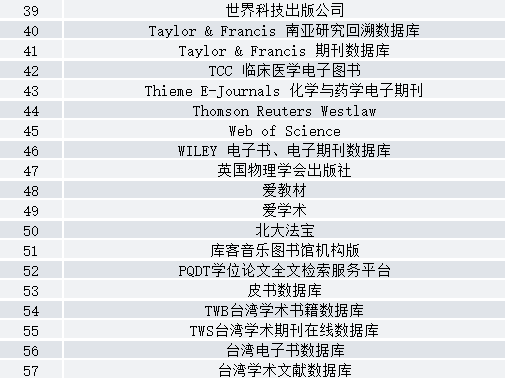 39 世界科技出版公司
40 Taylor & Francis 南亚研究回溯数据库
41 Taylor & Francis 期刊数据库
42 TCC 临床医学电子图书
43 Thieme E-Journals 化学与药学电子期刊
44 Thomson Reuters Westlaw
45 Web of Science
46 WILEY 电子书、电子期刊数据库
47 英国物理学会出版社
48 爱教材
49 爱学术
50 北大法宝
51 库客音乐图书馆机构版
52 PQDT学位论文全文检索服务平台
53 皮书数据库
54 TWB台湾学术书籍数据库
55 TWS台湾学术期刊在线数据库
56 台湾电子书数据库
57 台湾学术文献数据库